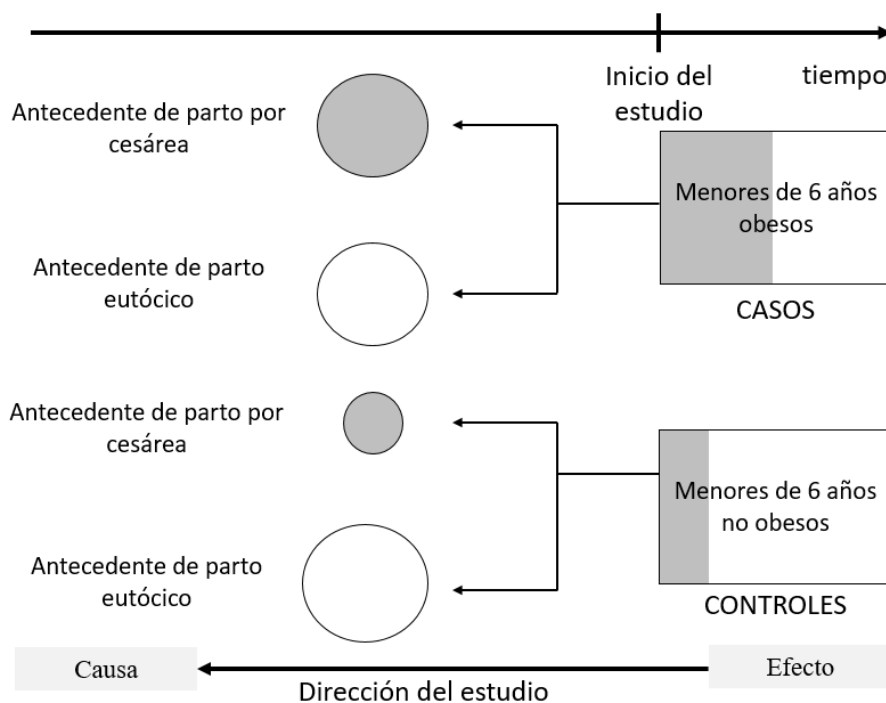 Inicio del
estudio
tiempo
Antecedente de parto por
cesárea
Menores de 6 años
obesos
Antecedente de parto
eutócico
CASOS
Antecedente de parto por
cesárea
Menores de 6 años
no obesos
Antecedente de parto
eutócico
CONTROLES
Causa
Efecto
Dirección del estudio